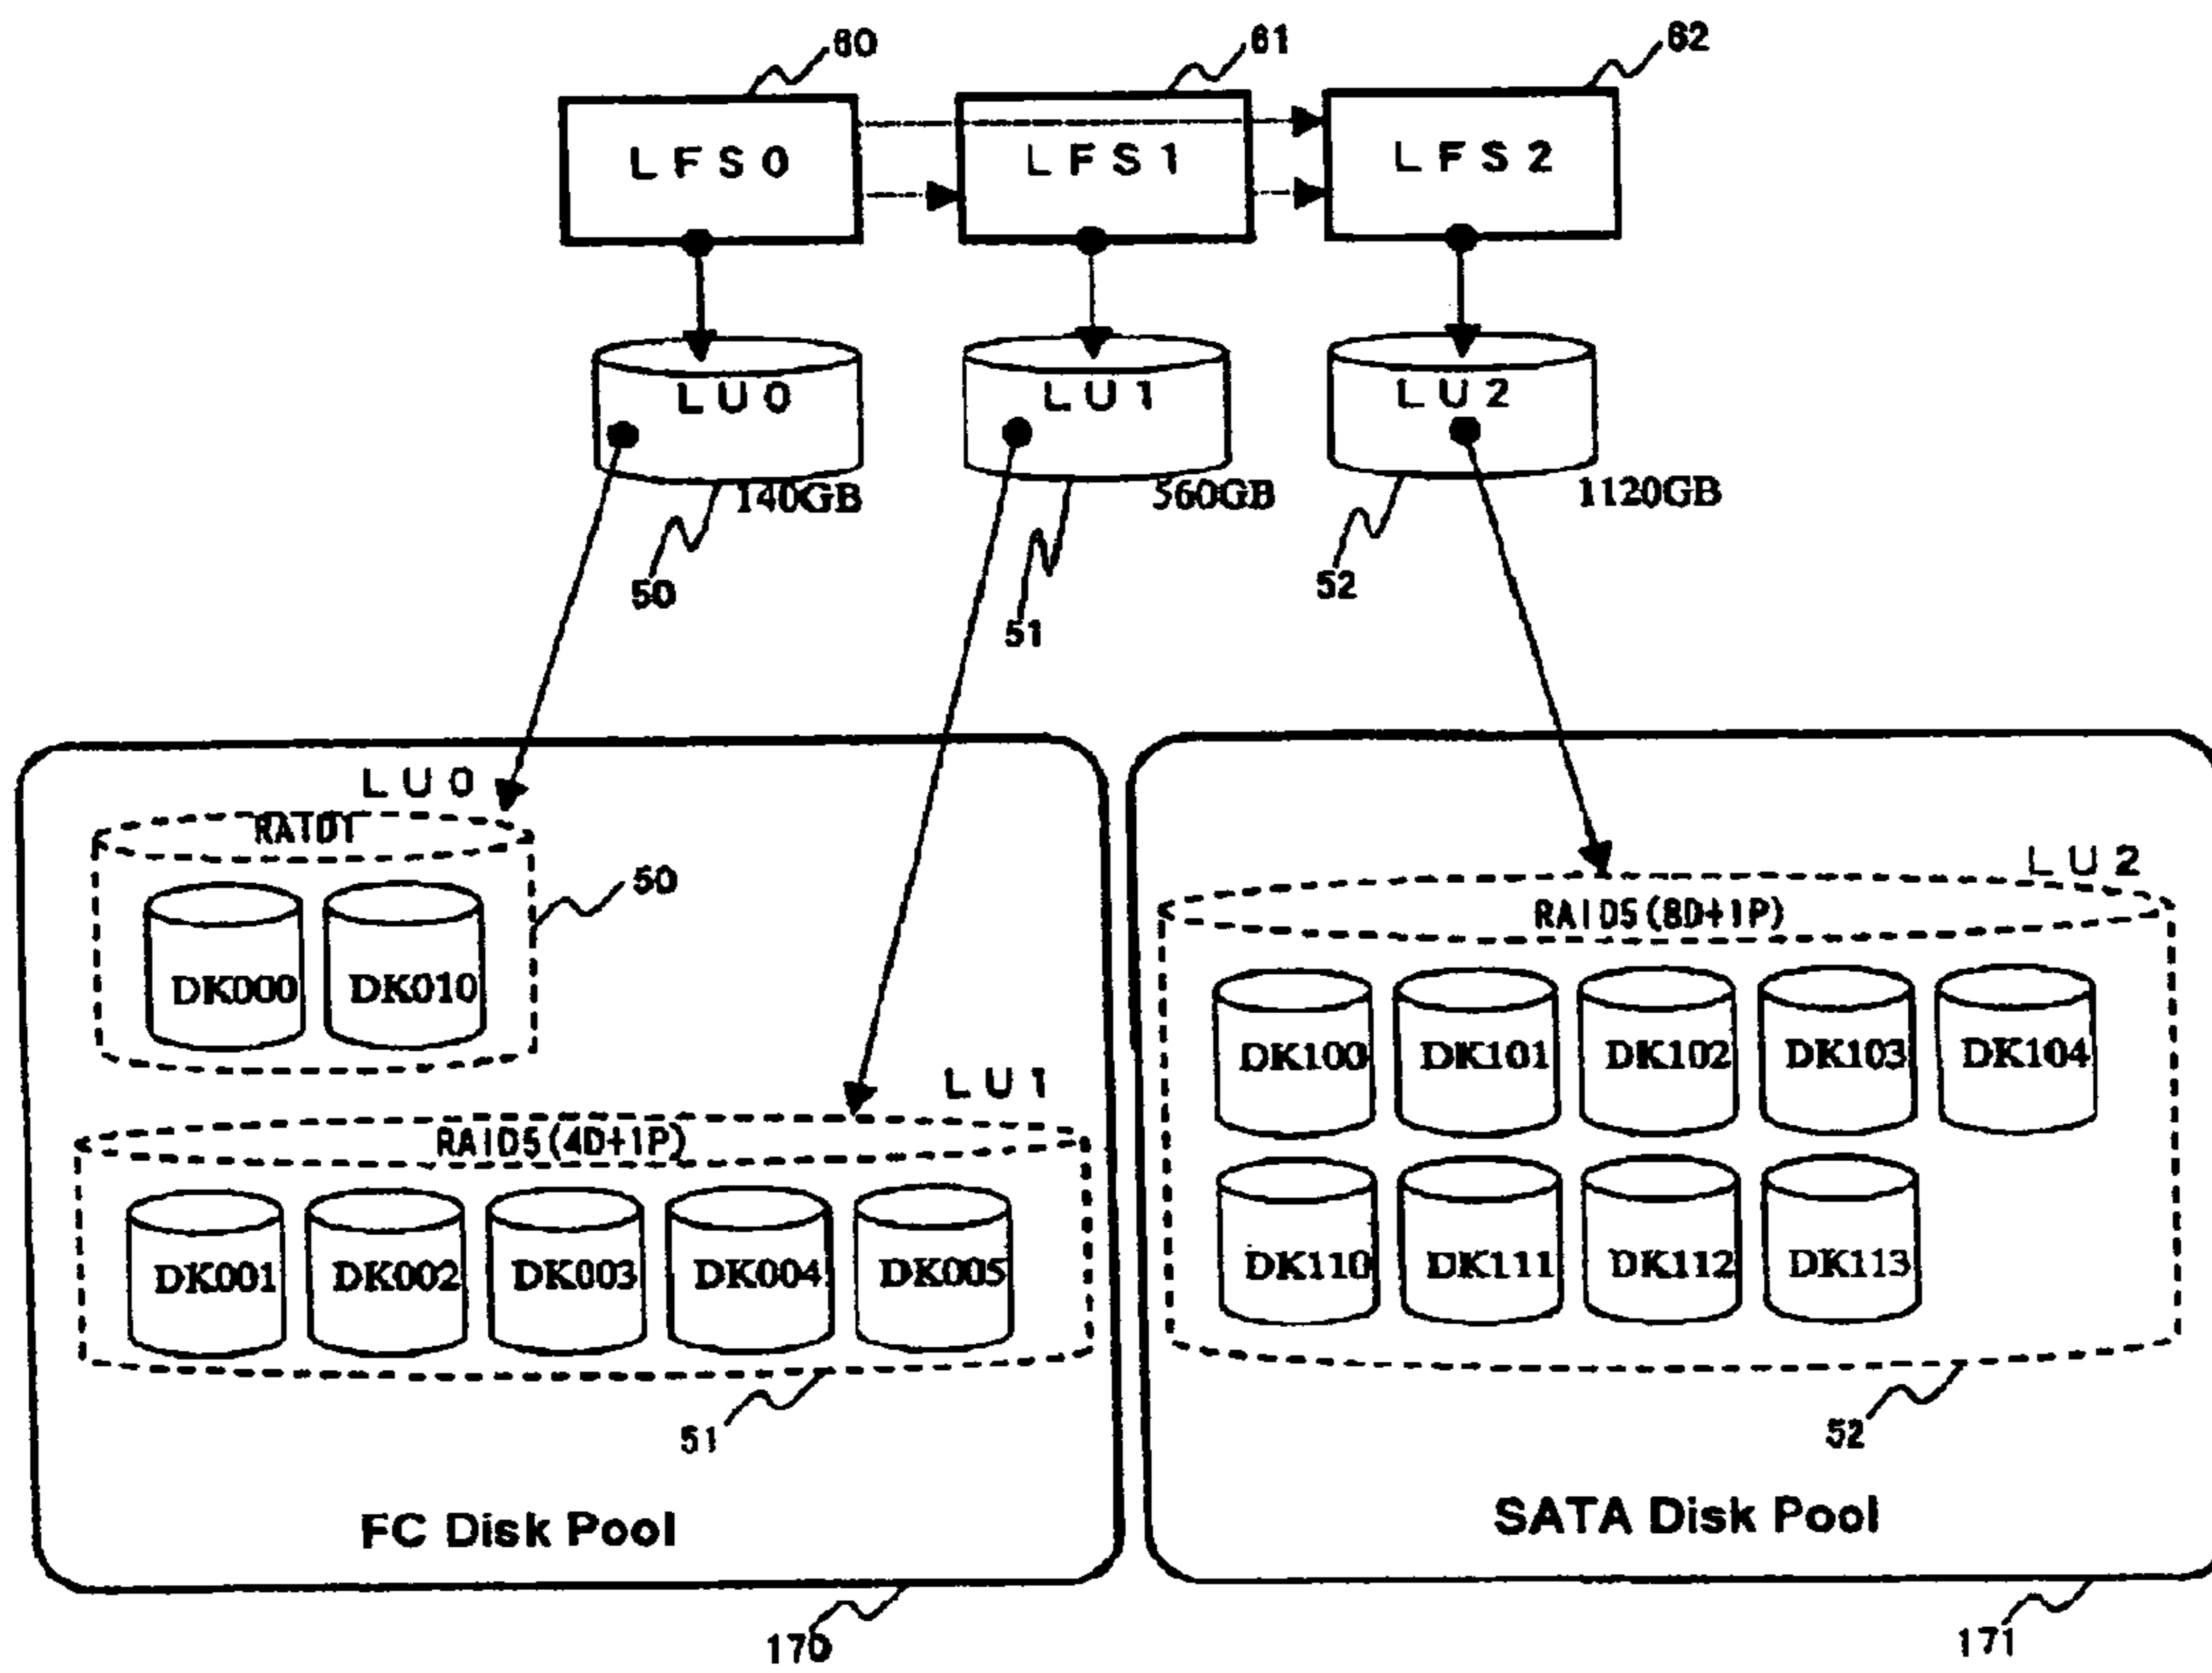 60
61
62
LFS0
LFS1
LFS2
LU0
LU1
LU2
140GB
560GB
1120GB
50
51
52
LU0
RAID1
50
DK000
DK010
LU1
RAID5(4D+1P)
DK001
DK002
DK003
DK004
DK005
51
FC Disk Pool
170
LU2
RAID5(8D+1P)
DK100
DK101
DK102
DK103
DK104
DK110
DK111
DK112
DK113
52
SATA Disk Pool
171